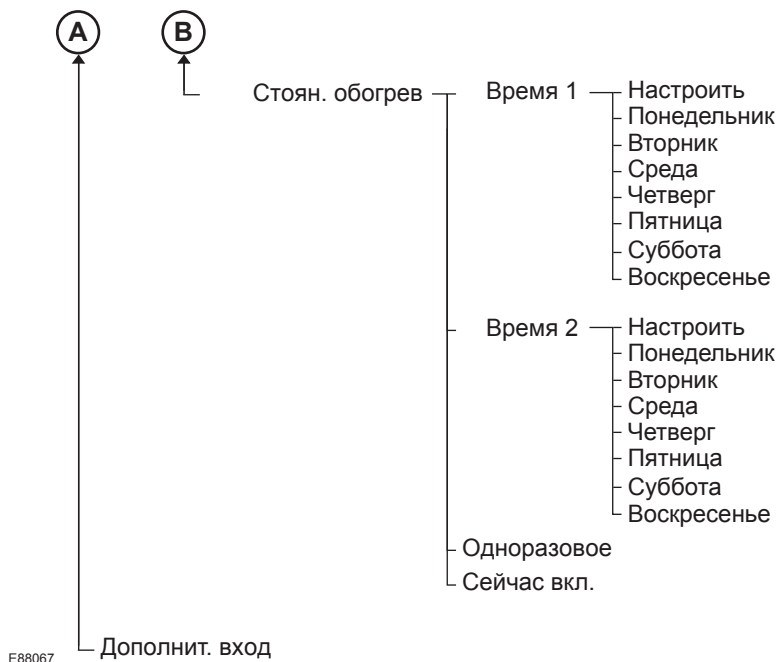 A B
Стоян. обогрев Время 1 Настроить
Понедельник
Вторник
Среда
Четверг
Пятница
Суббота
Воскресенье
Время 2 Настроить
Понедельник
Вторник
Среда
Четверг
Пятница
Суббота
Воскресенье
Одноразовое
Сейчас вкл.
Дополнит. вход
E88067